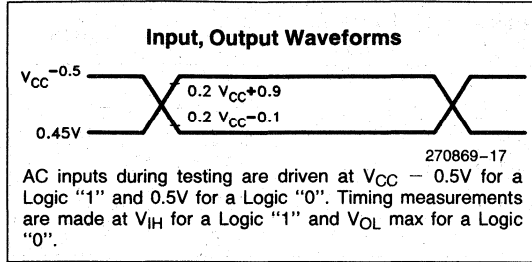 Input, Output Waveforms
VCC-0.5
0.2 VCC+0.9
0.2 VCC-0.1
0.45V
270869-17
AC inputs during testing are driven at VCC - 0.5V for a
Logic "1" and 0.5V for a Logic "0". Timing measurements
are made at VIH for a Logic "1" and VOL max for a Logic
"0".